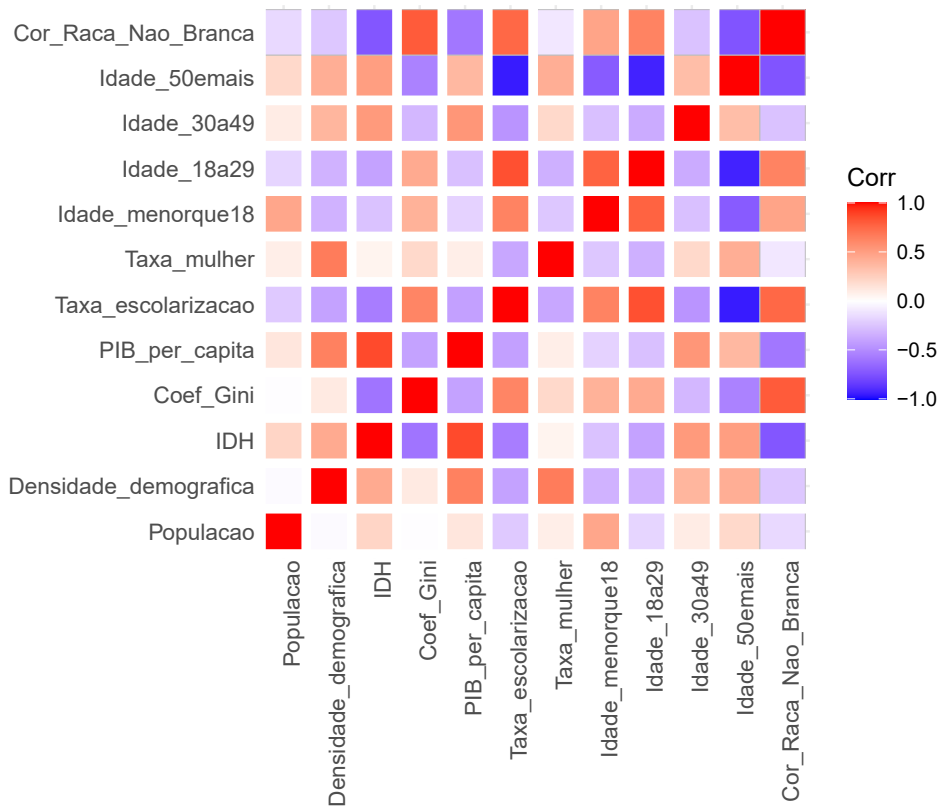 Cor_Raca_Nao_Branca
Idade_50emais
Idade_30a49
Idade_18a29
Idade_menorque18
Taxa_mulher
Taxa_escolarizacao
PIB_per_capita
Coef_Gini
IDH
Densidade_demografica
Populacao
Populacao
Densidade_demografica
IDH
Coef_Gini
PIB_per_capita
Taxa_escolarizacao
Taxa_mulher
Idade_menorque18
Idade_18a29
Idade_30a49
Idade_50emais
Cor_Raca_Nao_Branca
Corr
1.0
0.5
0.0
−0.5
−1.0